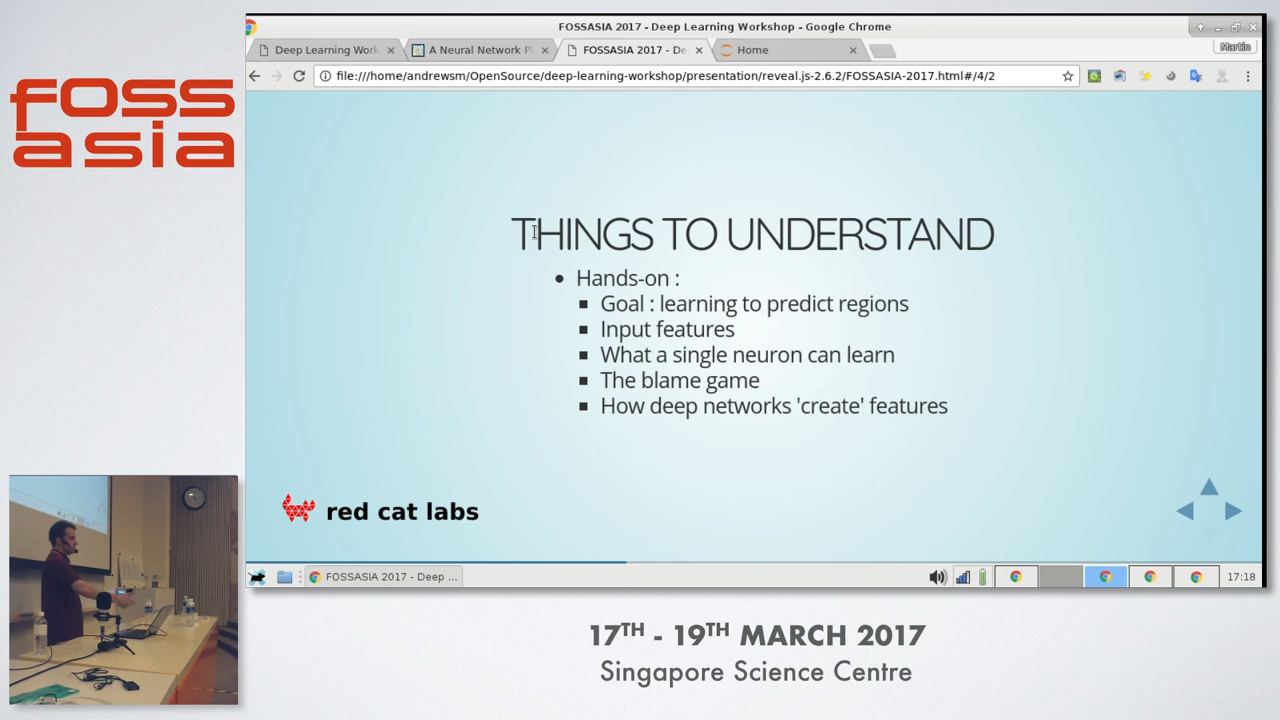 foss
asia
FOSSASIA 2017 - Deep Learning Workshop - Google Chrome
Deep Learning Work
A Neural Network Pl
FOSSASIA 2017 - De
Home
Martin
file:///home/andrewsm/OpenSource/deep-learning-workshop/presentation/reveal.js-2.6.2/FOSSASIA-2017.html#/4/2
THINGS TO UNDERSTAND
Hands-on :
Goal : learning to predict regions
Input features
What a single neuron can learn
The blame game
How deep networks 'create' features
red cat labs
FOSSASIA 2017 - Deep ...
17:18
17TH - 19TH MARCH 2017
Singapore Science Centre